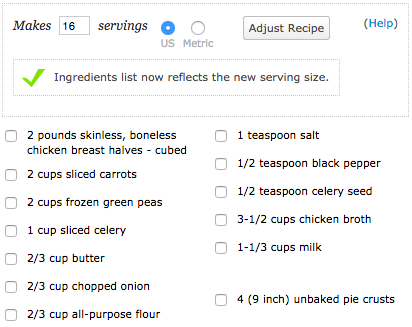 Makes 16 servings US Metric Adjust Recipe (Help)
Ingredients list now reflects the new serving size.
2 pounds skinless, boneless
chicken breast halves - cubed
2 cups sliced carrots
2 cups frozen green peas
1 cup sliced celery
2/3 cup butter
2/3 cup chopped onion
2/3 cup all-purpose flour
1 teaspoon salt
1/2 teaspoon black pepper
1/2 teaspoon celery seed
3-1/2 cups chicken broth
1-1/3 cups milk
4 (9 inch) unbaked pie crusts